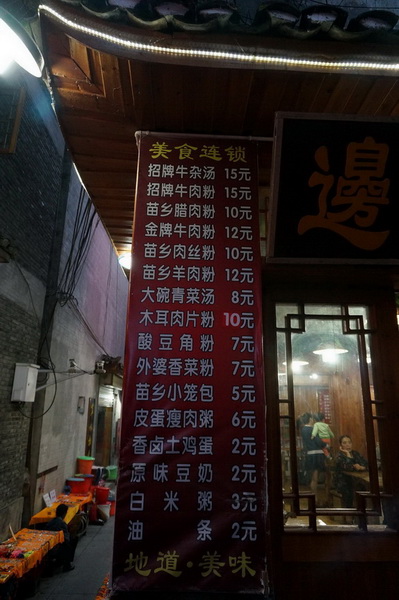 美食连锁
招牌牛杂汤 15元
招牌牛肉粉 15元
苗乡腊肉粉 10元
金牌牛肉粉 12元
苗乡肉丝粉 10元
苗乡羊肉粉 12元
大碗青菜汤 8元
木耳肉片粉 10元
酸豆角粉 7元
外婆香菜粉 7元
苗乡小笼包 5元
皮蛋瘦肉粥 6元
香卤土鸡蛋 2元
原味豆奶 2元
白米粥 3元
油条 2元
地道·美味
邊